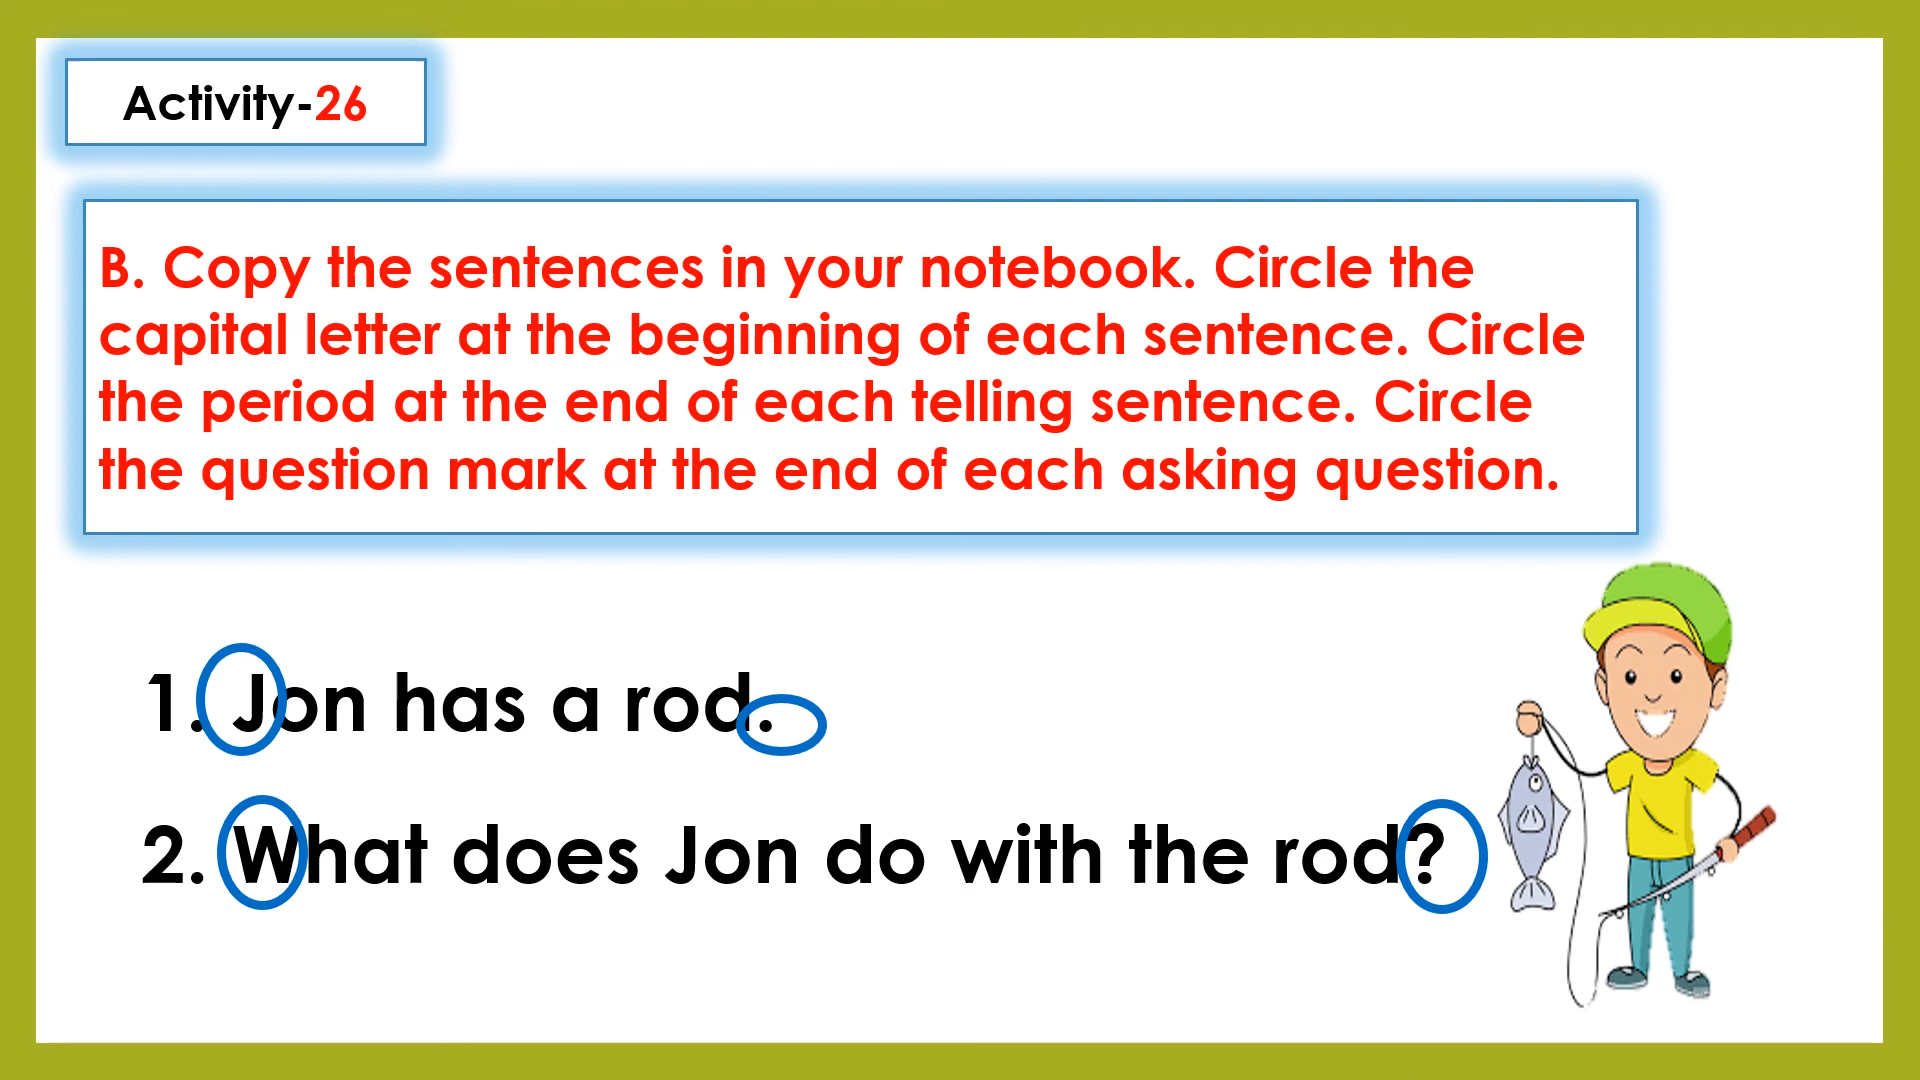 Activity-26
B. Copy the sentences in your notebook. Circle the
capital letter at the beginning of each sentence. Circle
the period at the end of each telling sentence. Circle
the question mark at the end of each asking question.
1. Jon has a rod.
2. What does Jon do with the rod?